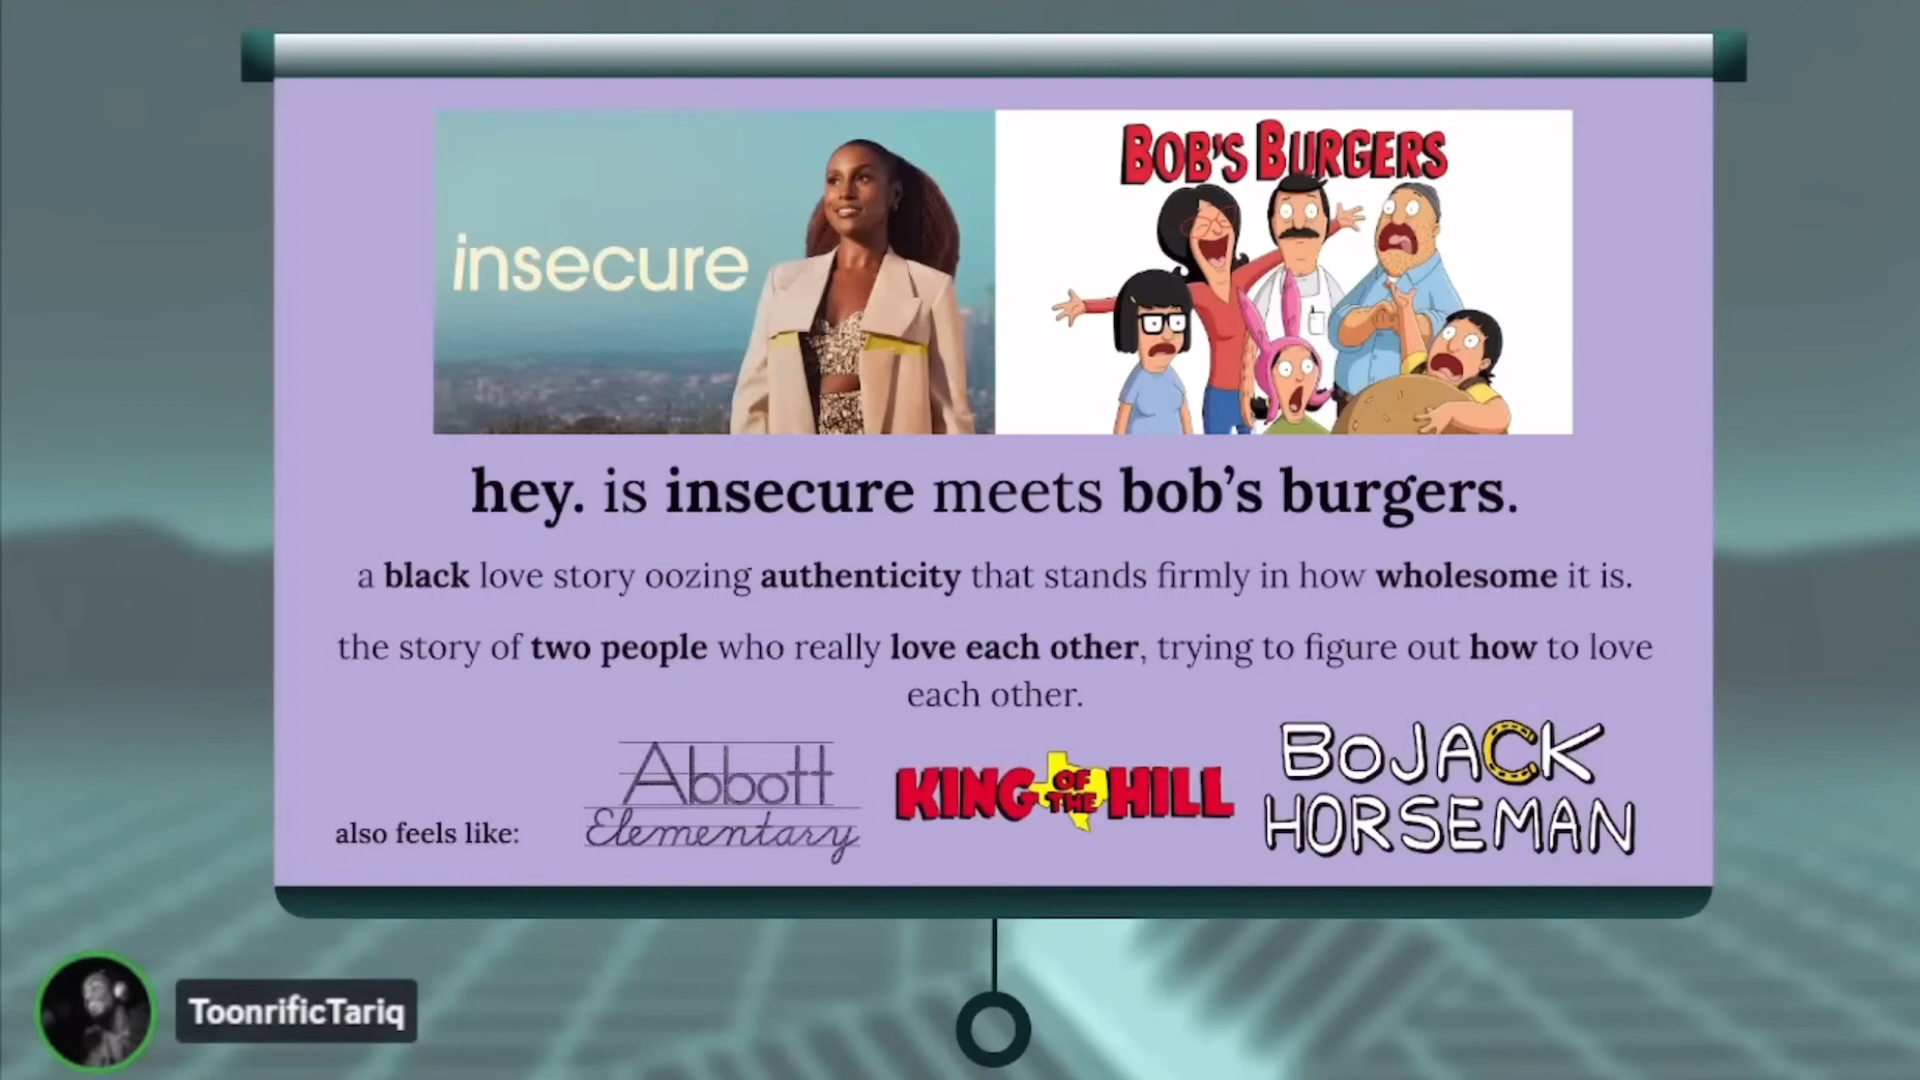 insecure
BOB'S BURGERS
hey. is insecure meets bob’s burgers.
a black love story oozing authenticity that stands firmly in how wholesome it is.
the story of two people who really love each other, trying to figure out how to love
each other.
also feels like:
Abbott
Elementary
KING OF THE HILL
BOJACK
HORSEMAN
ToonrificTariq